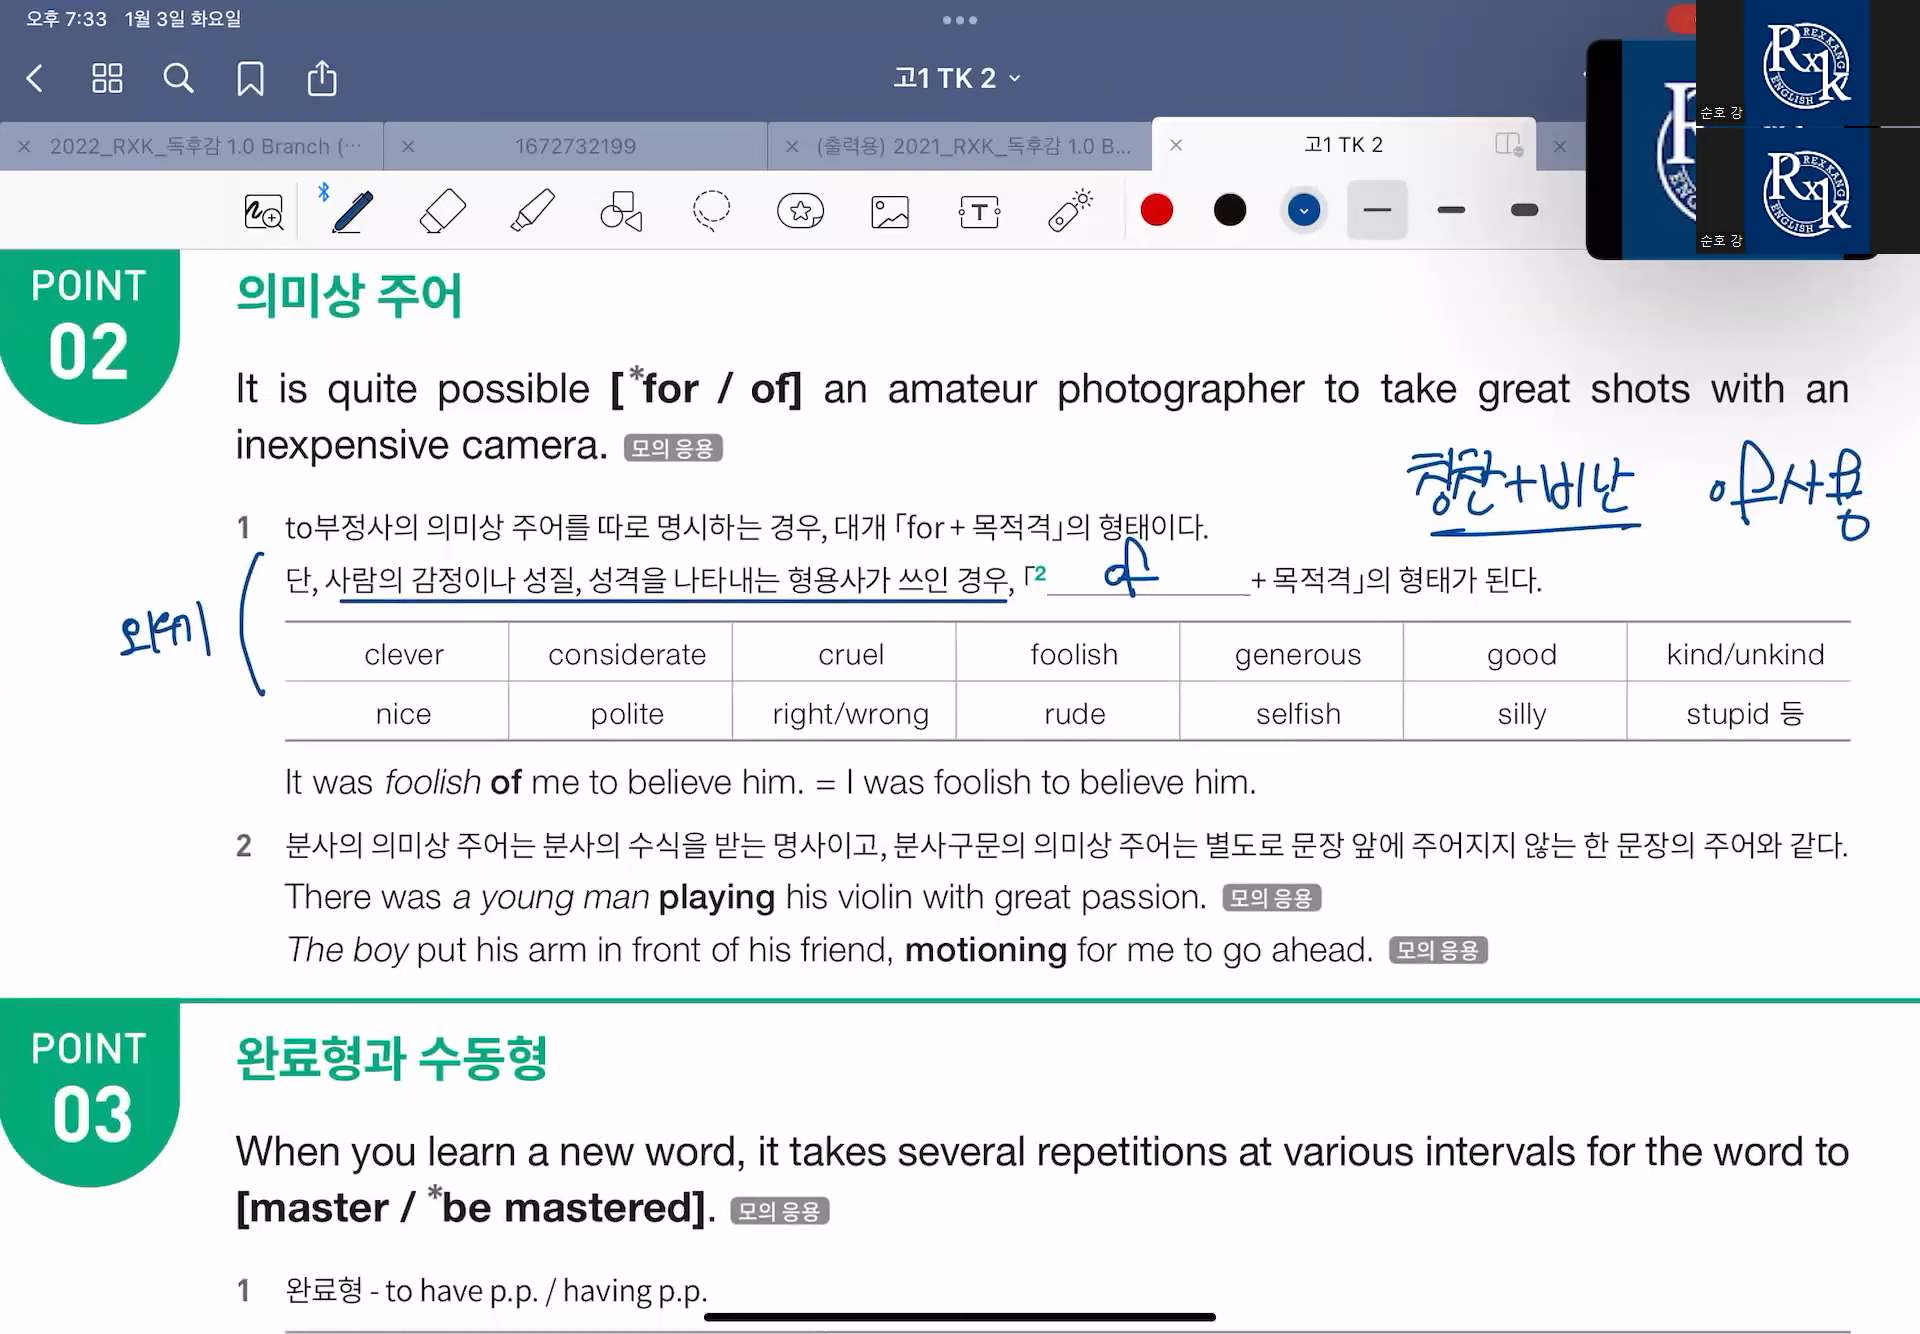 오후 7:33 1월 3일 화요일
고1 TK 2
2022_RXK_독후감 1.0 Branch (…
1672732199
(출력용) 2021_RXK_독후감 1.0 B...
고1 TK 2
REX KANG
RxK
ENGLISH
순호 강
REX KANG
RxK
ENGLISH
순호 강
POINT
02
의미상 주어
It is quite possible [*for / of] an amateur photographer to take great shots with an
inexpensive camera. 모의 응용
칭찬+비난
1 to부정사의 의미상 주어를 따로 명시하는 경우, 대개 「for + 목적격」의 형태이다.
단, 사람의 감정이나 성질, 성격을 나타내는 형용사가 쓰인 경우, 「2 of + 목적격」의 형태가 된다.
외우기
clever considerate cruel foolish generous good kind/unkind
nice polite right/wrong rude selfish silly stupid 등
It was foolish of me to believe him. = I was foolish to believe him.
2 분사의 의미상 주어는 분사의 수식을 받는 명사이고, 분사구문의 의미상 주어는 별도로 문장 앞에 주어지지 않는 한 문장의 주어와 같다.
There was a young man playing his violin with great passion. 모의 응용
The boy put his arm in front of his friend, motioning for me to go ahead. 모의 응용
POINT
03
완료형과 수동형
When you learn a new word, it takes several repetitions at various intervals for the word to
[master / *be mastered]. 모의 응용
1 완료형 - to have p.p. / having p.p.